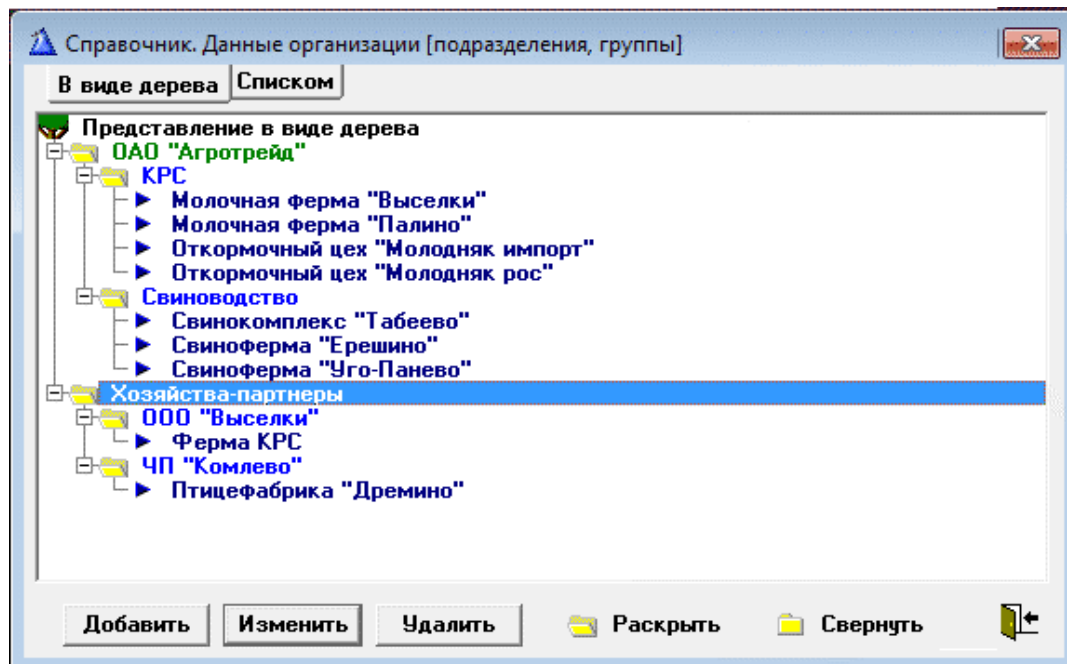 Справочник. Данные организации [подразделения, группы]
В виде дерева Списком
Представление в виде дерева
ОАО "Агротрейд"
КРС
Молочная ферма "Выселки"
Молочная ферма "Палино"
Откормочный цех "Молодняк импорт"
Откормочный цех "Молодняк рос"
Свиноводство
Свинокомплекс "Табеево"
Свиноферма "Ерешино"
Свиноферма "Уго-Панево"
Хозяйства-партнеры
ООО "Выселки"
Ферма КРС
ЧП "Комлево"
Птицефабрика "Дремино"
Добавить Изменить Удалить Раскрыть Свернуть